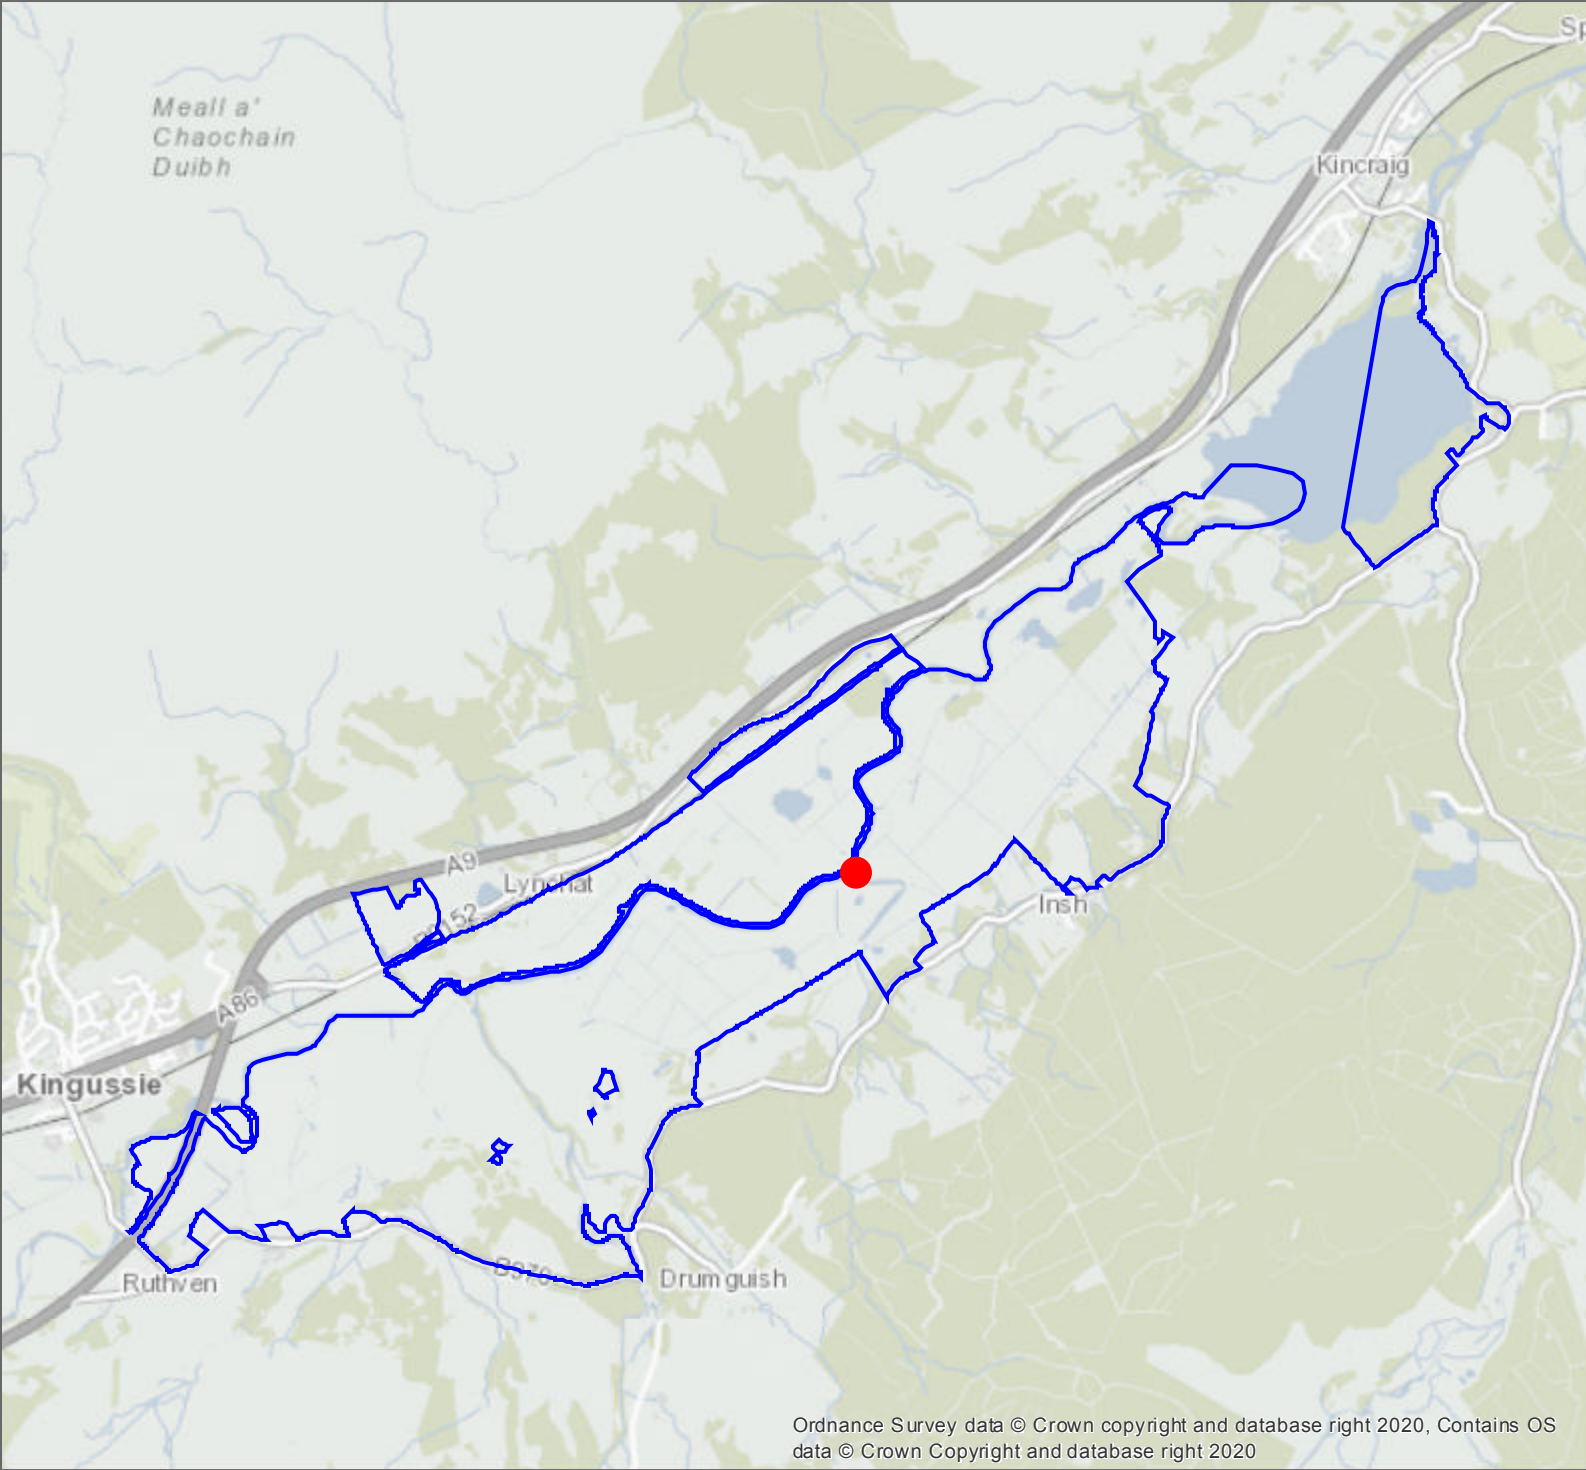 Sp
Meall a'
Chaochain
Duibh
Kincraig
A9
Lynchat
B9152
Insh
A86
Kingussie
Ruthven
B970
Drumguish
Ordnance Survey data © Crown copyright and database right 2020, Contains OS
data © Crown Copyright and database right 2020